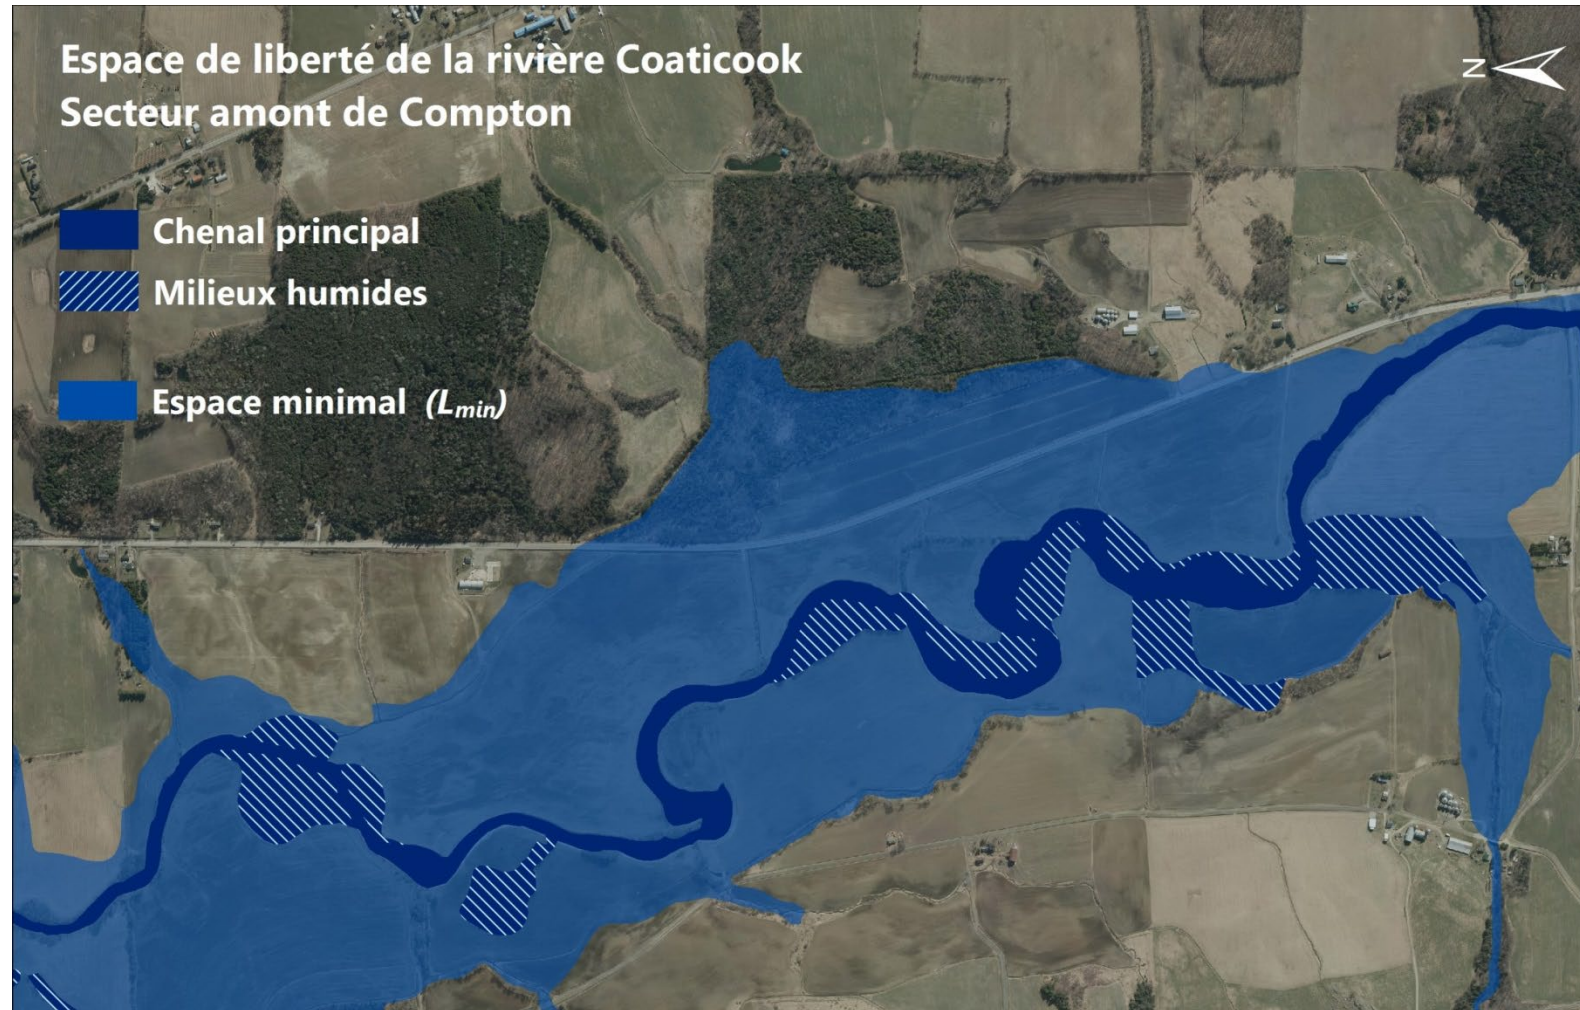 Espace de liberté de la rivière Coaticook
Secteur amont de Compton
N
Chenal principal
Milieux humides
Espace minimal (Lmin)